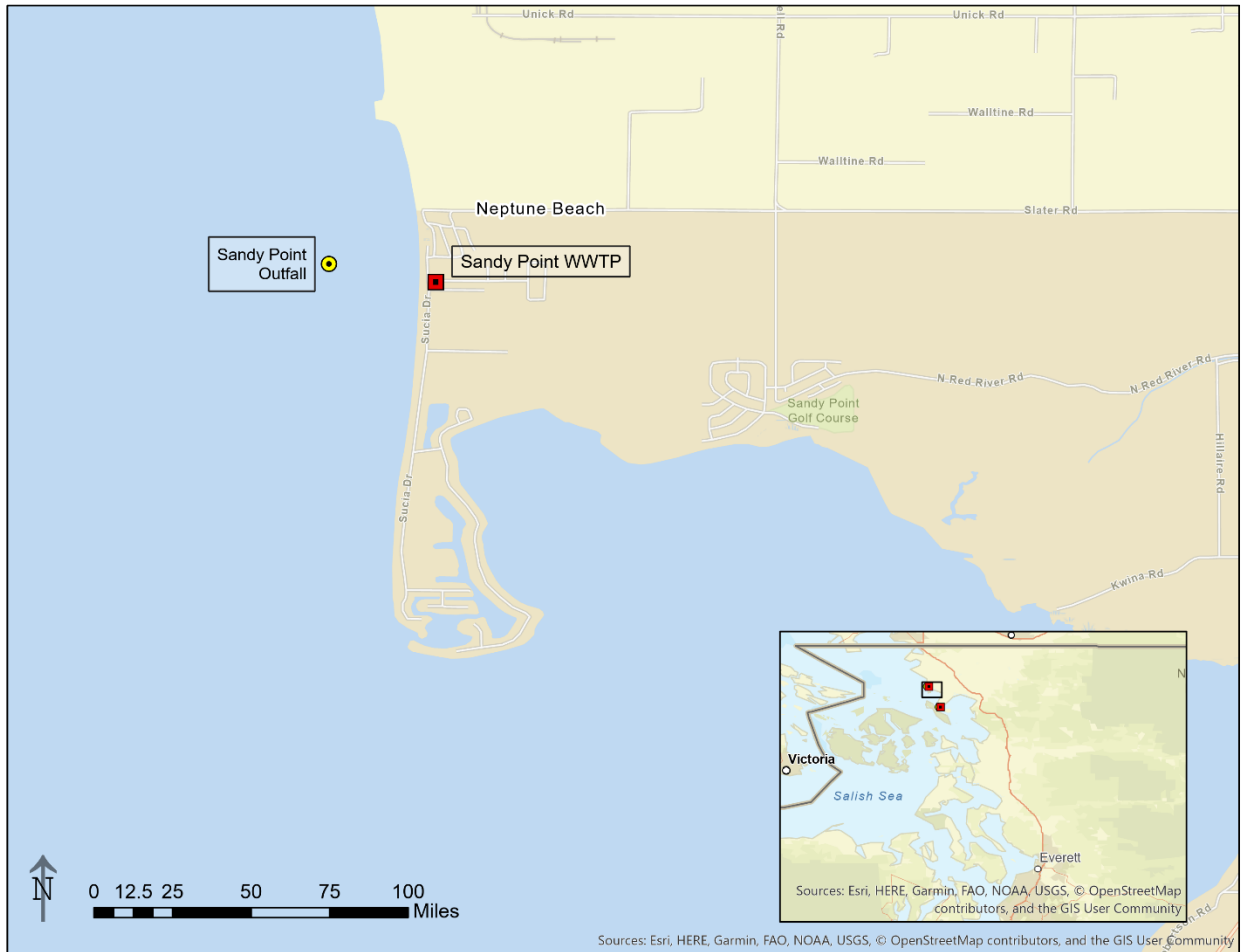 Unick Rd
Unick Rd
ell Rd
Walltine Rd
Walltine Rd
Neptune Beach
Slater Rd
Sandy Point
Outfall
Sandy Point WWTP
Sucia Dr
N Red River Rd
N Red River Rd
Sandy Point
Golf Course
Hillaire Rd
Sucia Dr
Kwina Rd
N
Victoria
Salish Sea
Everett
Sources: Esri, HERE, Garmin, FAO, NOAA, USGS, © OpenStreetMap
contributors, and the GIS User Community
N
0 12.5 25 50 75 100
Miles
Sources: Esri, HERE, Garmin, FAO, NOAA, USGS, © OpenStreetMap contributors, and the GIS User Community